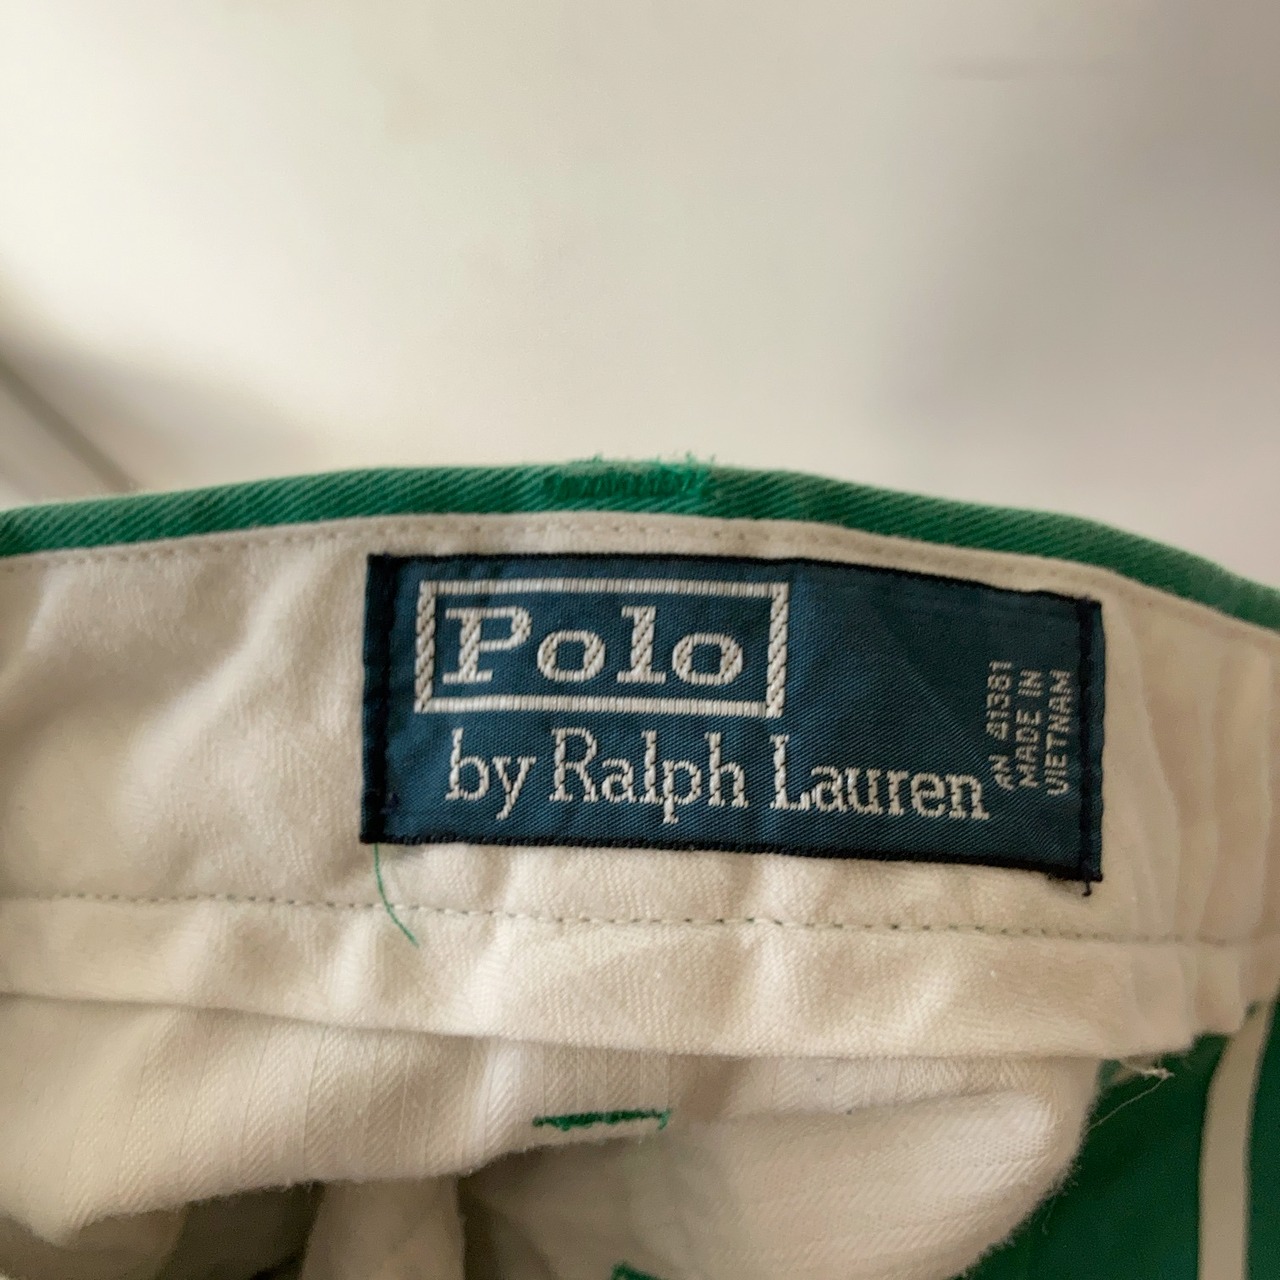 Polo
by Ralph Lauren
RN 41381
MADE IN
VIETNAM